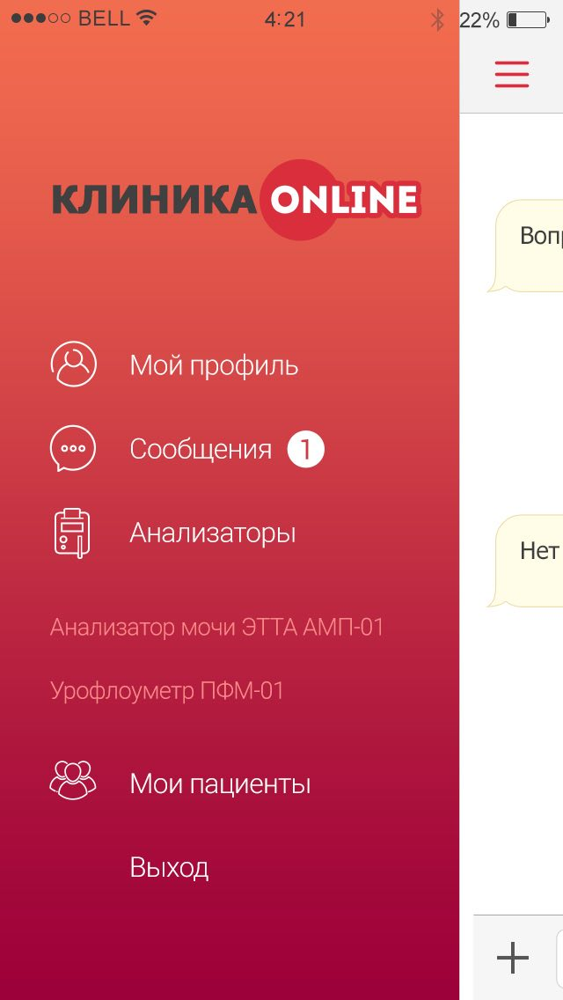 BELL 4:21 22%
КЛИНИКА ONLINE
Мой профиль
Сообщения 1
Анализаторы
Анализатор мочи ЭТТА АМП-01
Урофлоуметр ПФМ-01
Мои пациенты
Выход
Нет